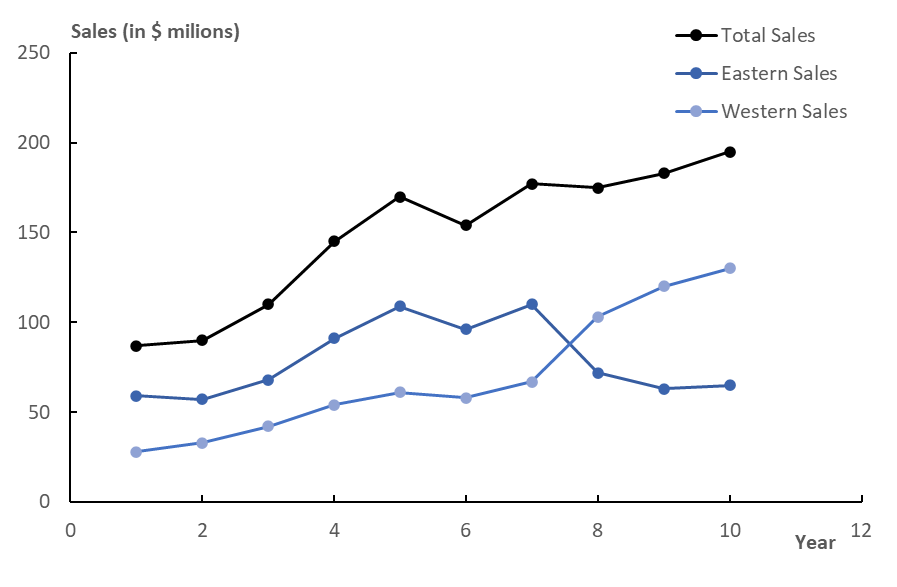 Sales (in $ milions)
Total Sales
Eastern Sales
Western Sales
250
200
150
100
50
0
0 2 4 6 8 10 12
Year